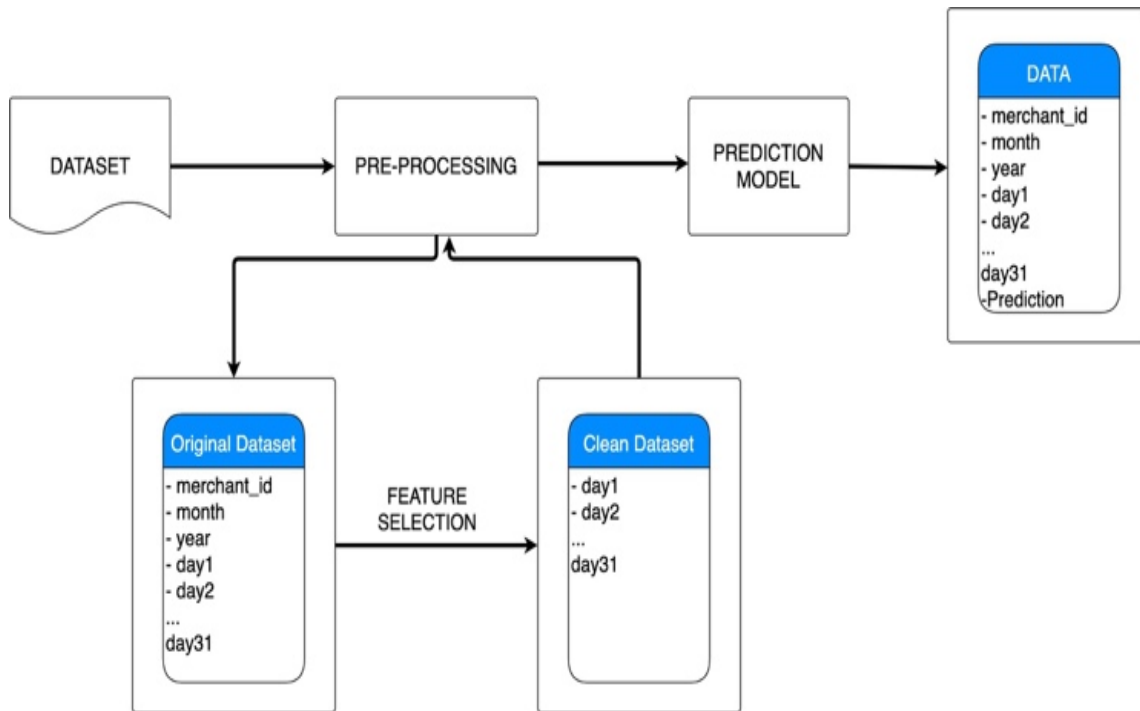 DATASET
PRE-PROCESSING
PREDICTION
MODEL
DATA
- merchant_id
- month
- year
- day1
- day2
...
day31
-Prediction
Original Dataset
- merchant_id
- month
- year
- day1
- day2
...
day31
FEATURE
SELECTION
Clean Dataset
- day1
- day2
...
day31